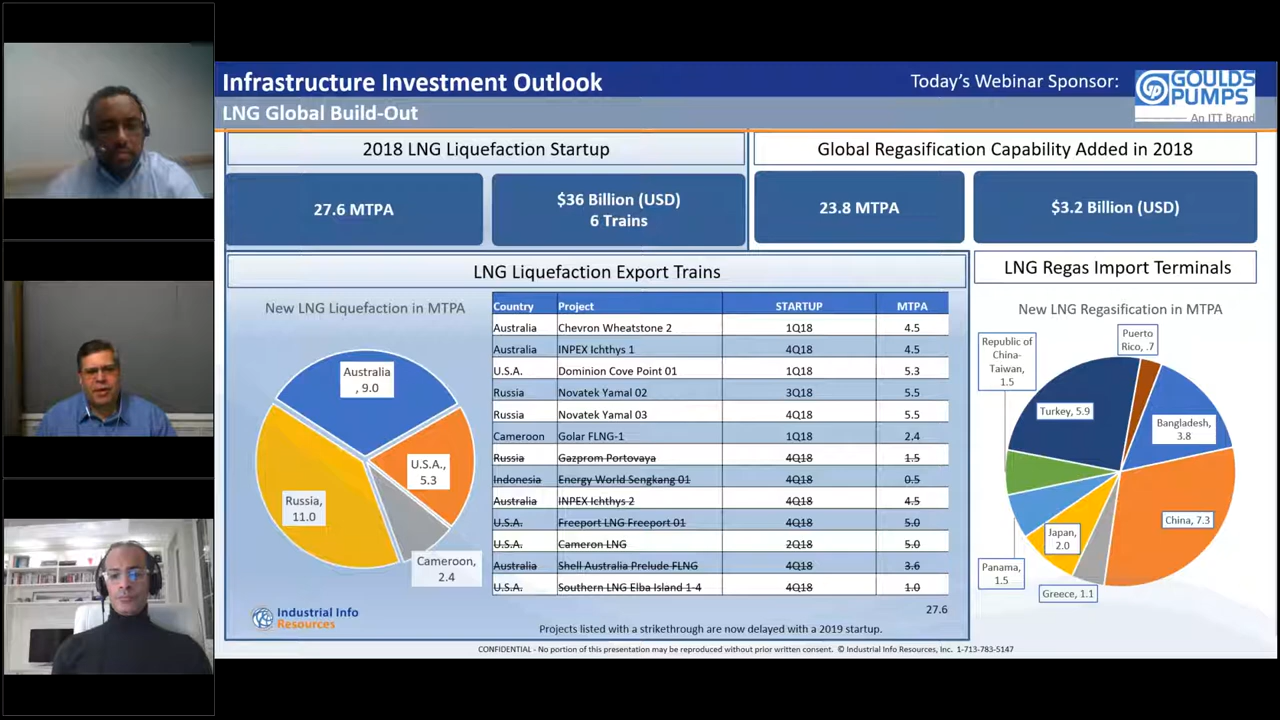 Infrastructure Investment Outlook
Today's Webinar Sponsor:
GOULDS
PUMPS
An ITT Brand
LNG Global Build-Out
2018 LNG Liquefaction Startup
Global Regasification Capability Added in 2018
27.6 MTPA
$36 Billion (USD)
6 Trains
23.8 MTPA
$3.2 Billion (USD)
LNG Liquefaction Export Trains
LNG Regas Import Terminals
New LNG Liquefaction in MTPA
Australia
, 9.0
U.S.A.,
5.3
Russia,
11.0
Cameroon,
2.4
Country Project STARTUP MTPA
Australia Chevron Wheatstone 2 1Q18 4.5
Australia INPEX Ichthys 1 4Q18 4.5
U.S.A. Dominion Cove Point 01 1Q18 5.3
Russia Novatek Yamal 02 3Q18 5.5
Russia Novatek Yamal 03 4Q18 5.5
Cameroon Golar FLNG-1 1Q18 2.4
Russia Gazprom Portovaya 4Q18 1.5
Indonesia Energy World Sengkang 01 4Q18 0.5
Australia INPEX Ichthys 2 4Q18 4.5
U.S.A. Freeport LNG Freeport 01 4Q18 5.0
U.S.A. Cameron LNG 2Q18 5.0
Australia Shell Australia Prelude FLNG 4Q18 3.6
U.S.A. Southern LNG Elba Island 1-4 4Q18 1.0
27.6
Projects listed with a strikethrough are now delayed with a 2019 startup.
Industrial Info
Resources
New LNG Regasification in MTPA
Puerto
Rico, .7
Republic of
China-
Taiwan,
1.5
Turkey, 5.9
Bangladesh,
3.8
China, 7.3
Japan,
2.0
Panama,
1.5
Greece, 1.1
CONFIDENTIAL - No portion of this presentation may be reproduced without prior written consent. © Industrial Info Resources, Inc. 1-713-783-5147